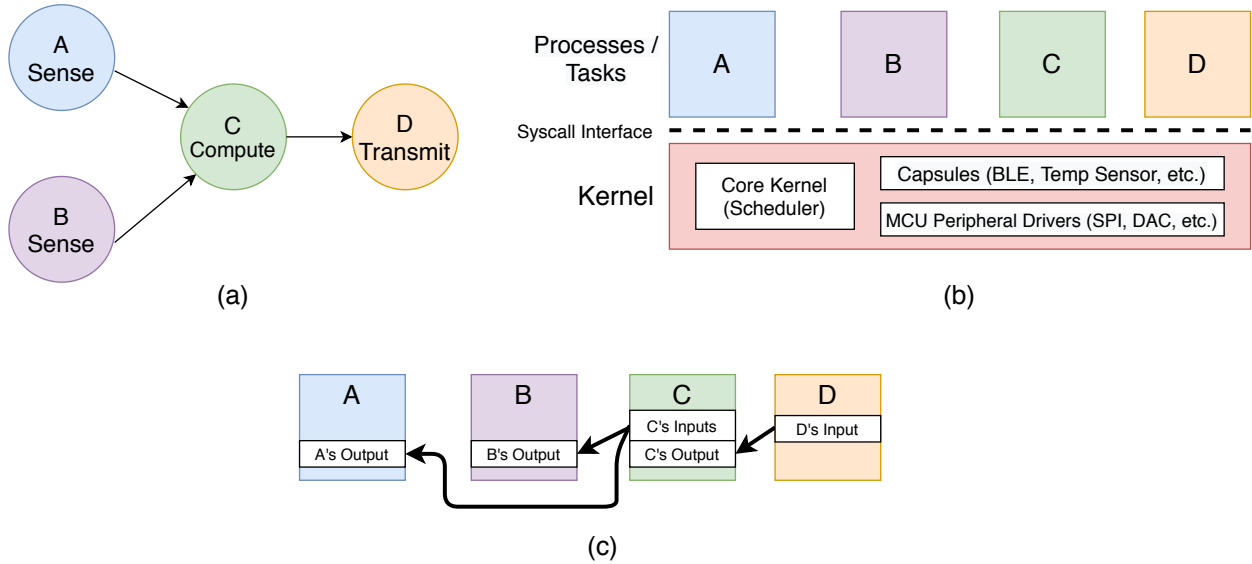 A
Sense
B
Sense
C
Compute
D
Transmit
(a)
Processes /
Tasks
A
B
C
D
Syscall Interface
Kernel
Core Kernel
(Scheduler)
Capsules (BLE, Temp Sensor, etc.)
MCU Peripheral Drivers (SPI, DAC, etc.)
(b)
A
A's Output
B
B's Output
C
C's Inputs
C's Output
D
D's Input
(c)